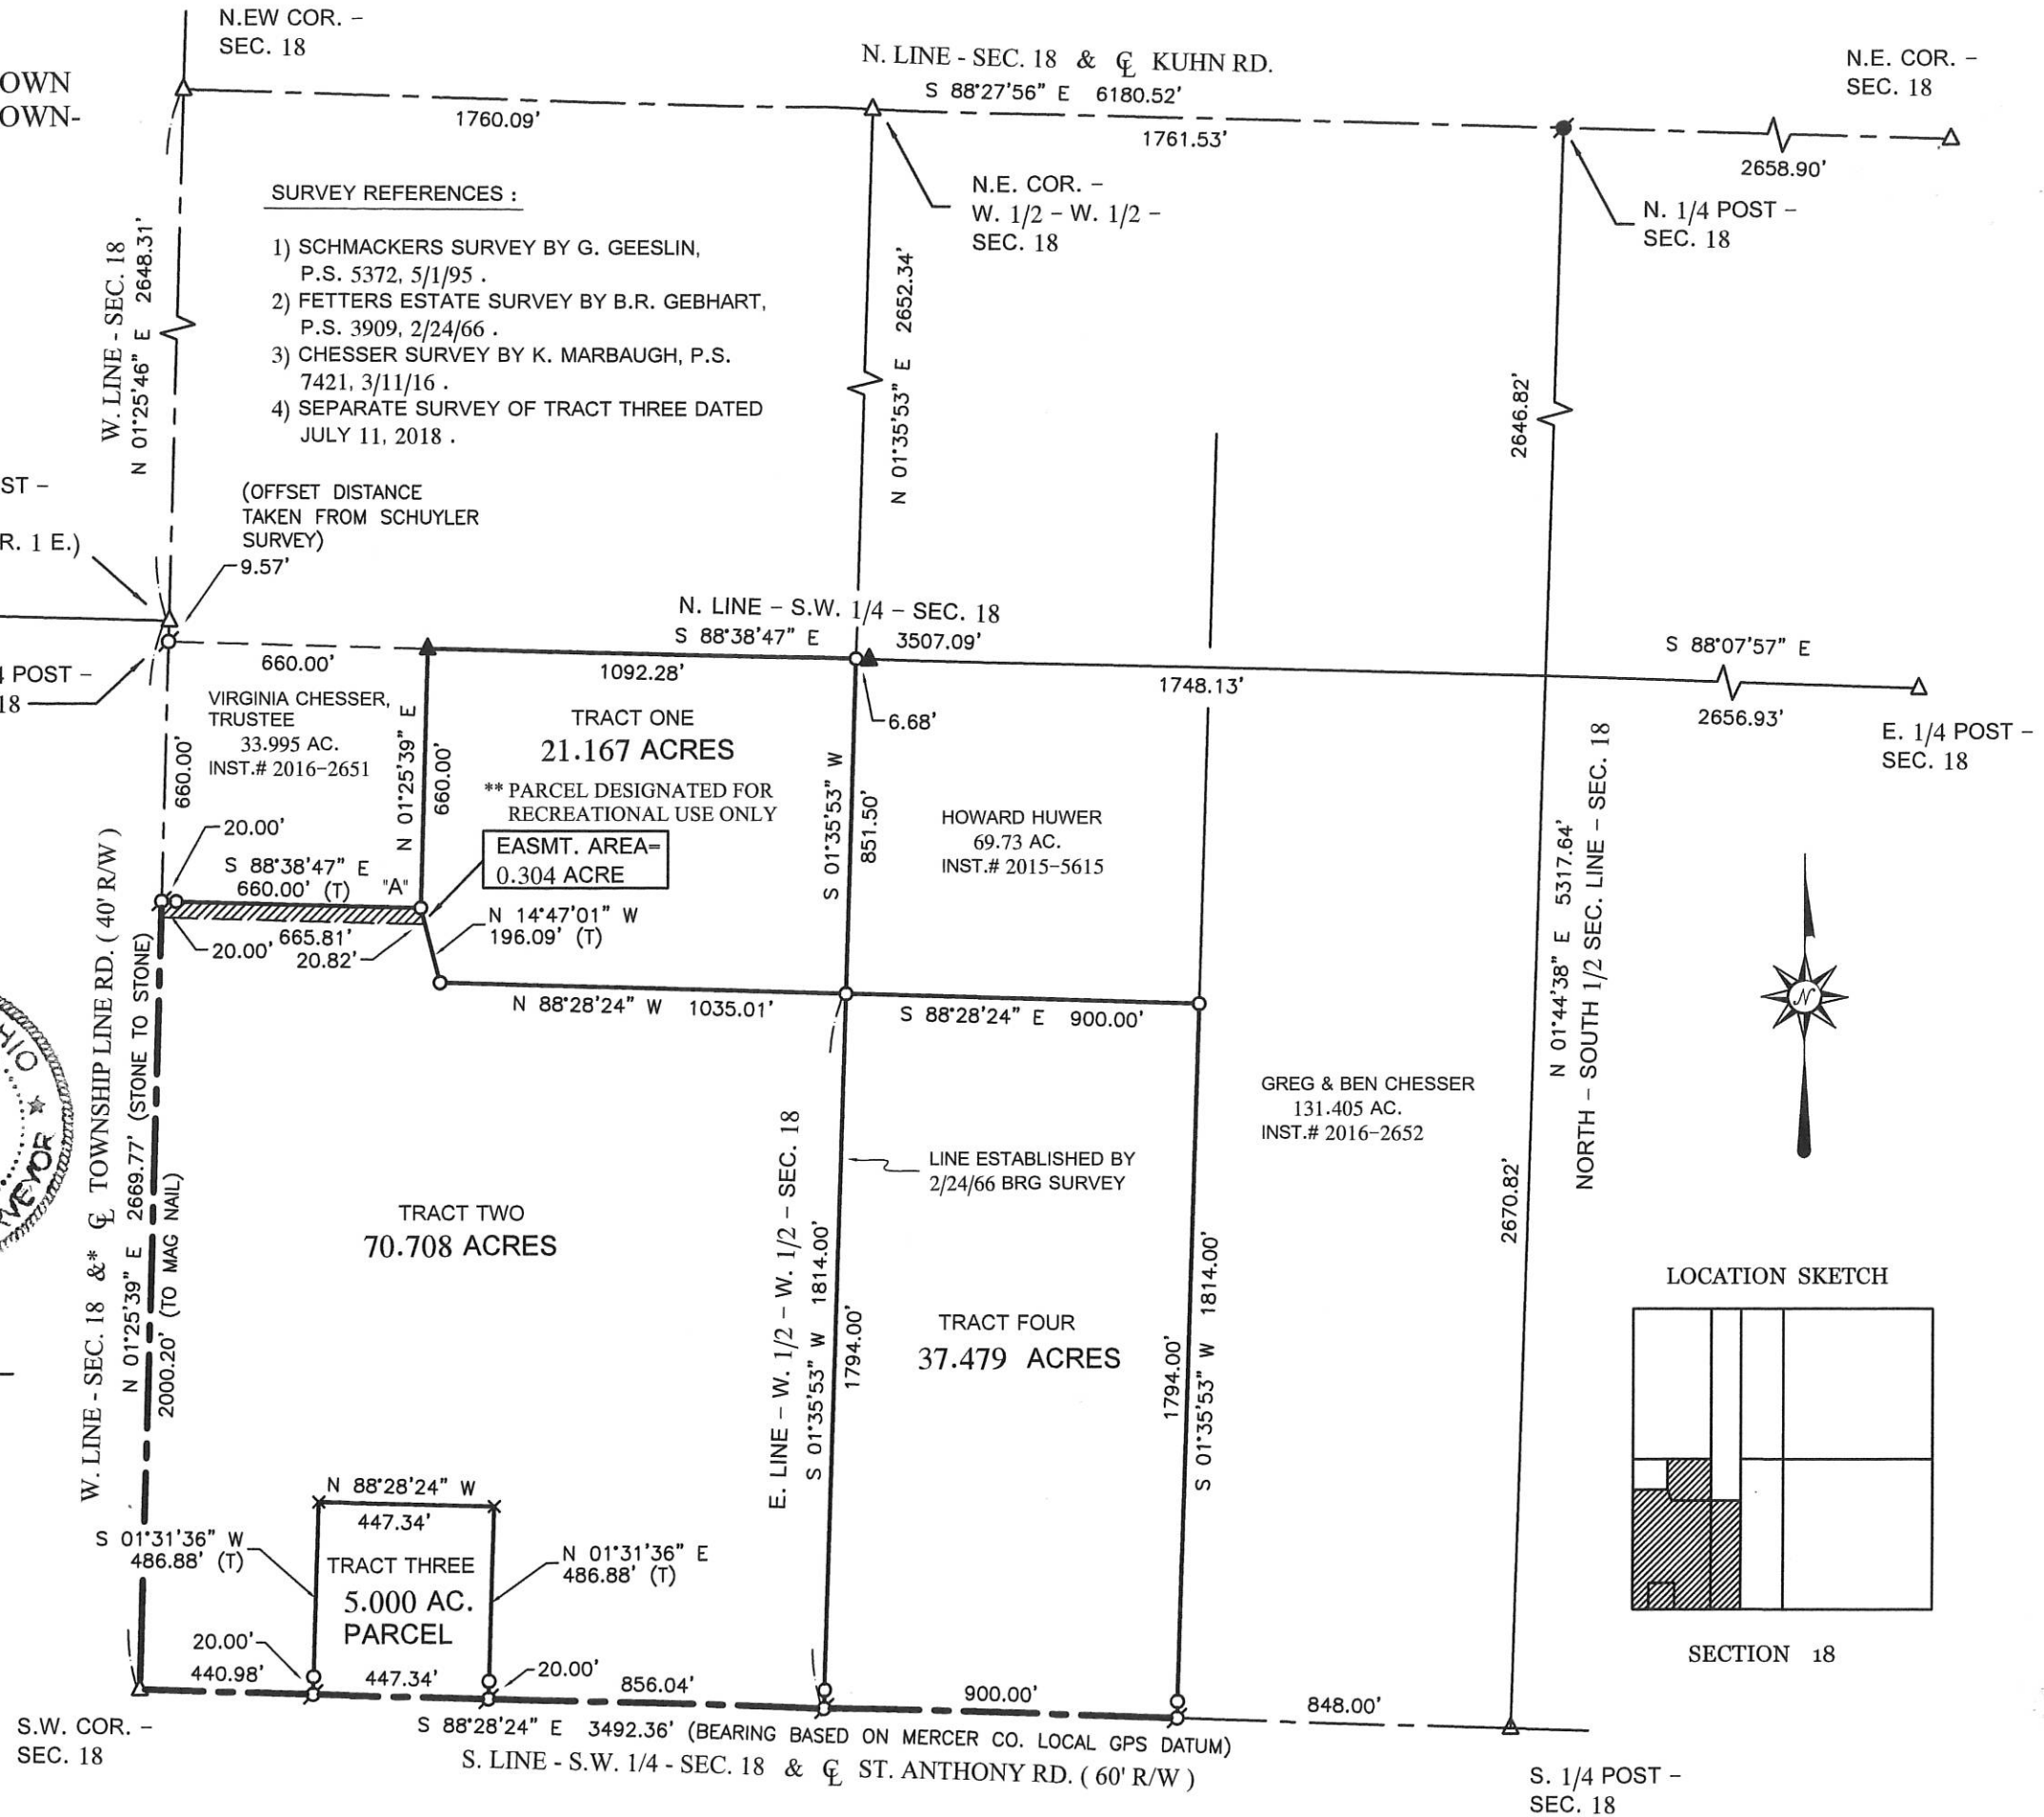 N.EW COR. –
SEC. 18
OWN
OWN-
N. LINE - SEC. 18 & ℄ KUHN RD.
S 88°27'56" E 6180.52'
N.E. COR. –
SEC. 18
1760.09'
1761.53'
2658.90'
N.E. COR. –
W. 1/2 – W. 1/2 –
SEC. 18
N. 1/4 POST –
SEC. 18
SURVEY REFERENCES :
1) SCHMACKERS SURVEY BY G. GEESLIN,
P.S. 5372, 5/1/95 .
2) FETTERS ESTATE SURVEY BY B.R. GEBHART,
P.S. 3909, 2/24/66 .
3) CHESSER SURVEY BY K. MARBAUGH, P.S.
7421, 3/11/16 .
4) SEPARATE SURVEY OF TRACT THREE DATED
JULY 11, 2018 .
W. LINE - SEC. 18
N 01°25'46" E 2648.31'
N 01°35'53" E 2652.34'
2646.82'
ST –
R. 1 E.)
(OFFSET DISTANCE
TAKEN FROM SCHUYLER
SURVEY)
9.57'
N. LINE – S.W. 1/4 – SEC. 18
S 88°38'47" E 3507.09'
S 88°07'57" E
660.00'
1092.28'
1748.13'
2656.93'
6.68'
E. 1/4 POST –
SEC. 18
POST –
18
VIRGINIA CHESSER,
TRUSTEE
33.995 AC.
INST.# 2016-2651
660.00'
N 01°25'39" E
660.00'
TRACT ONE
21.167 ACRES
** PARCEL DESIGNATED FOR
RECREATIONAL USE ONLY
EASMT. AREA=
0.304 ACRE
S 01°35'53" W
851.50'
HOWARD HUWER
69.73 AC.
INST.# 2015-5615
20.00'
S 88°38'47" E
660.00' (T)
"A"
N 14°47'01" W
196.09' (T)
20.00'
665.81'
20.82'
N 88°28'24" W 1035.01'
S 88°28'24" E 900.00'
N 01°44'38" E 5317.64'
NORTH – SOUTH 1/2 SEC. LINE – SEC. 18
N
W. LINE - SEC. 18 &* ℄ TOWNSHIP LINE RD. ( 40' R/W )
N 01°25'39" E 2669.77' (STONE TO STONE)
2000.20' (TO MAG NAIL)
HIO
VEYOR
GREG & BEN CHESSER
131.405 AC.
INST.# 2016-2652
LINE ESTABLISHED BY
2/24/66 BRG SURVEY
TRACT TWO
70.708 ACRES
E. LINE – W. 1/2 – W. 1/2 – SEC. 18
S 01°35'53" W 1814.00'
1794.00'
TRACT FOUR
37.479 ACRES
1794.00'
S 01°35'53" W 1814.00'
2670.82'
LOCATION SKETCH
SECTION 18
N 88°28'24" W
447.34'
S 01°31'36" W
486.88' (T)
TRACT THREE
5.000 AC.
PARCEL
N 01°31'36" E
486.88' (T)
20.00'
20.00'
440.98'
447.34'
856.04'
900.00'
848.00'
S.W. COR. –
SEC. 18
S 88°28'24" E 3492.36' (BEARING BASED ON MERCER CO. LOCAL GPS DATUM)
S. LINE - S.W. 1/4 - SEC. 18 & ℄ ST. ANTHONY RD. ( 60' R/W )
S. 1/4 POST –
SEC. 18